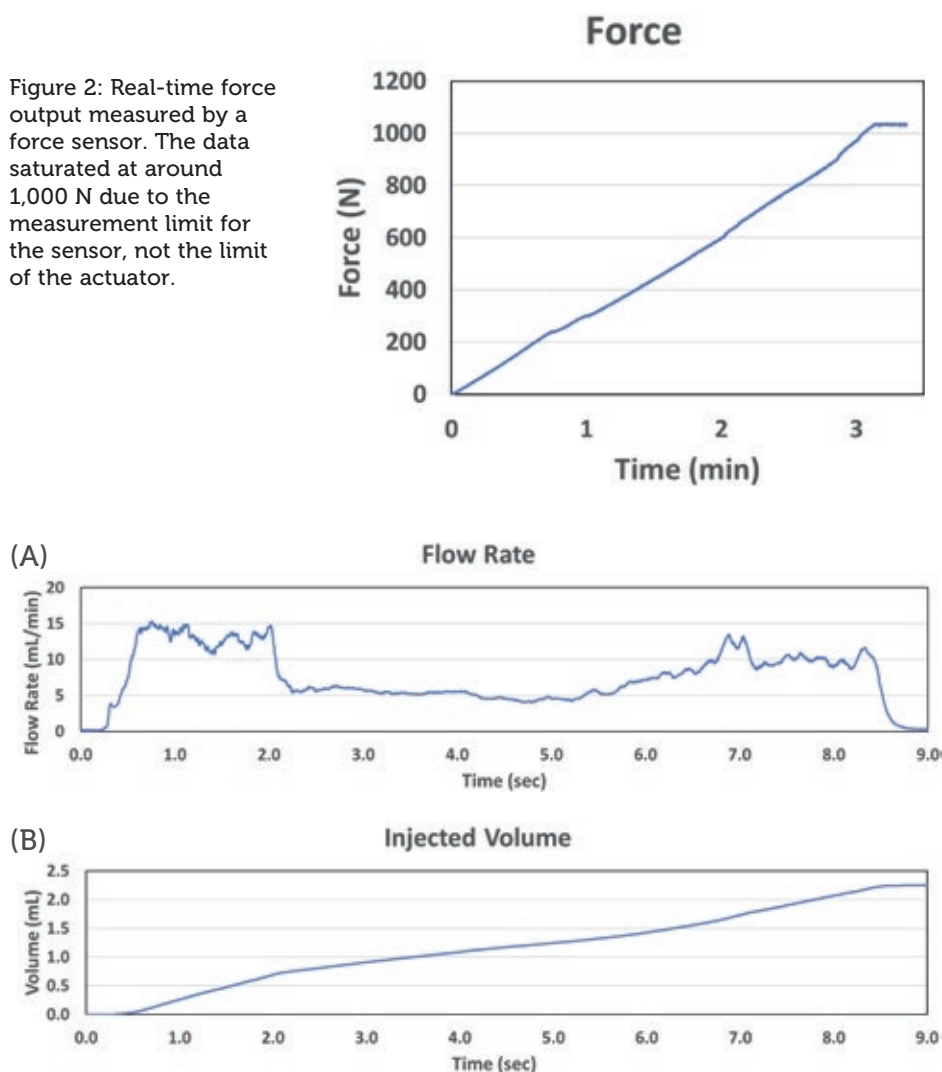 Figure 2: Real-time force
output measured by a
force sensor. The data
saturated at around
1,000 N due to the
measurement limit for
the sensor, not the limit
of the actuator.
Force
1200
1000
800
600
400
200
0
Force (N)
0 1 2 3
Time (min)
(A)
Flow Rate
20
15
10
5
0
Flow Rate (mL/min)
0.0 1.0 2.0 3.0 4.0 5.0 6.0 7.0 8.0 9.0
Time (sec)
(B)
Injected Volume
2.5
2.0
1.5
1.0
0.5
0.0
Volume (mL)
0.0 1.0 2.0 3.0 4.0 5.0 6.0 7.0 8.0 9.0
Time (sec)